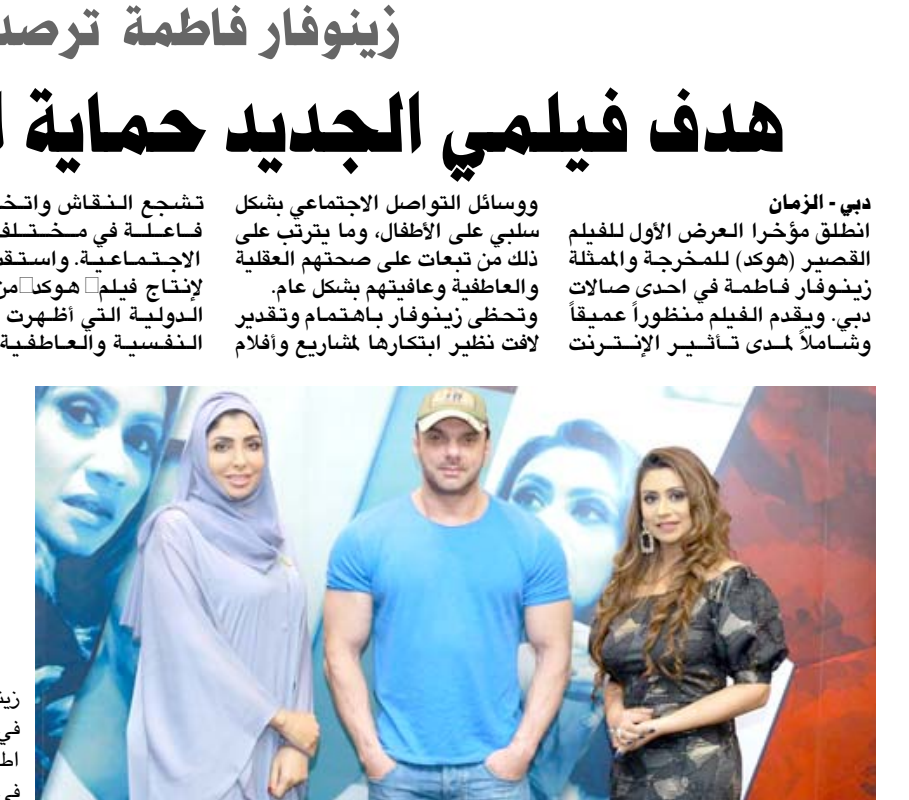 زينوفار فاطمة ترصد
هدف فيلمي الجديد حماية
دبي - الزمان
انطلق مؤخرا العرض الأول للفيلم
القصير (هوكد) للمخرجة والممثلة
زينوفار فاطمة في احدى صالات
دبي. ويقدم الفيلم منظوراً عميقاً
وشاملاً لمدى تأثير الإنترنت
ووسائل التواصل الاجتماعي بشكل
سلبي على الأطفال، وما يترتب على
ذلك من تبعات على صحتهم العقلية
والعاطفية وعافيتهم بشكل عام.
وتحظى زينوفار باهتمام وتقدير
لافت نظير ابتكارها لمشاريع وأفلام
تشجع النقاش
فاعلة في مختلف
الاجتماعية.
لإنتاج فيلم هوكد من
الدولية التي أظهرت
النفسية والعاطفية
في
في